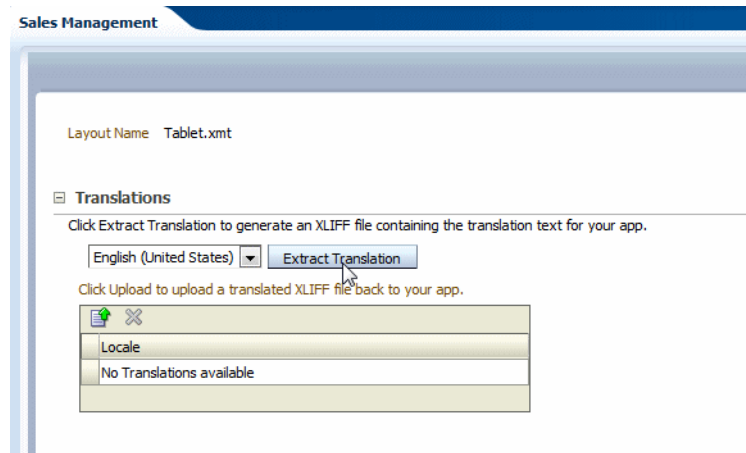 Sales Management
Layout Name Tablet.xmt
Translations
Click Extract Translation to generate an XLIFF file containing the translation text for your app.
English (United States) Extract Translation
Click Upload to upload a translated XLIFF file back to your app.
Locale
No Translations available